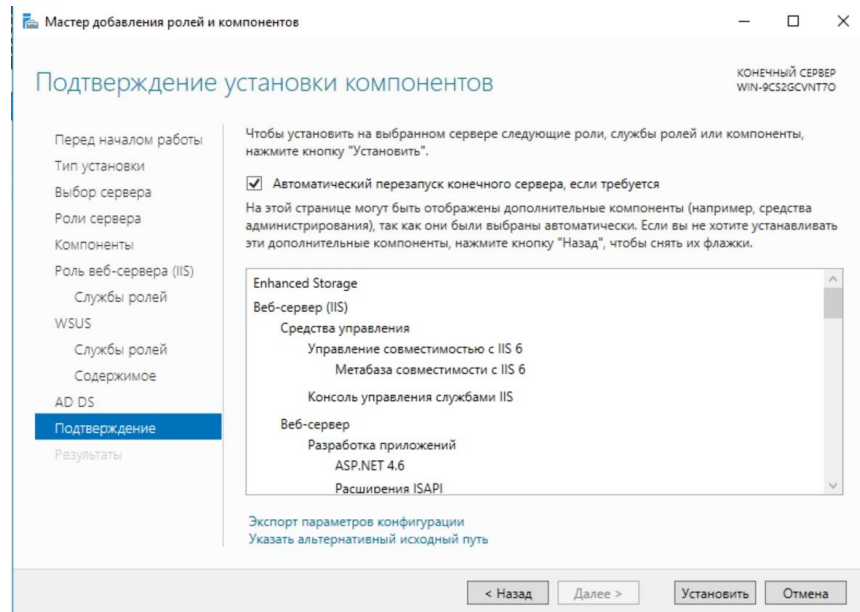 Мастер добавления ролей и компонентов
Подтверждение установки компонентов
КОНЕЧНЫЙ СЕРВЕР
WIN-9CS2GCVNT7O
Перед началом работы
Тип установки
Выбор сервера
Роли сервера
Компоненты
Роль веб-сервера (IIS)
Службы ролей
WSUS
Службы ролей
Содержимое
AD DS
Подтверждение
Результаты
Чтобы установить на выбранном сервере следующие роли, службы ролей или компоненты,
нажмите кнопку "Установить".
Автоматический перезапуск конечного сервера, если требуется
На этой странице могут быть отображены дополнительные компоненты (например, средства
администрирования), так как они были выбраны автоматически. Если вы не хотите устанавливать
эти дополнительные компоненты, нажмите кнопку "Назад", чтобы снять их флажки.
Enhanced Storage
Веб-сервер (IIS)
Средства управления
Управление совместимостью с IIS 6
Метабаза совместимости с IIS 6
Консоль управления службами IIS
Веб-сервер
Разработка приложений
ASP.NET 4.6
Расширения ISAPI
Экспорт параметров конфигурации
Указать альтернативный исходный путь
< Назад
Далее >
Установить
Отмена